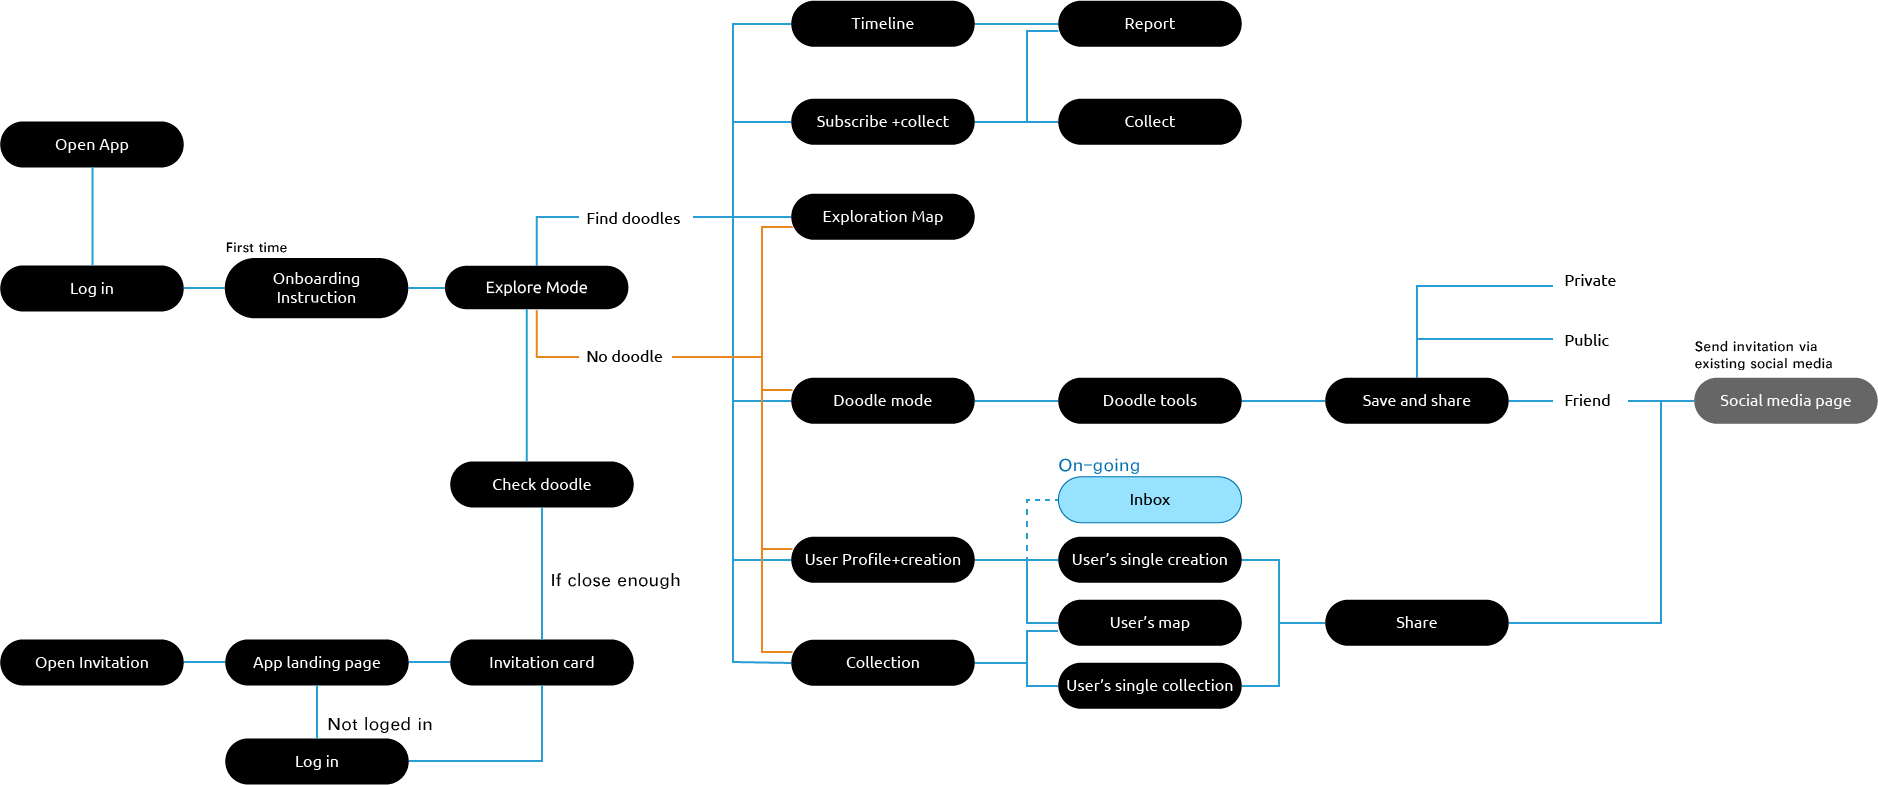 Timeline
Report
Subscribe +collect
Collect
Open App
Exploration Map
Find doodles
First time
Log in
Onboarding
Instruction
Explore Mode
Private
Public
No doodle
Send invitation via
existing social media
Doodle mode
Doodle tools
Save and share
Friend
Social media page
On-going
Inbox
Check doodle
User Profile+creation
User's single creation
If close enough
User's map
Share
Open Invitation
App landing page
Invitation card
Collection
User's single collection
Not loged in
Log in